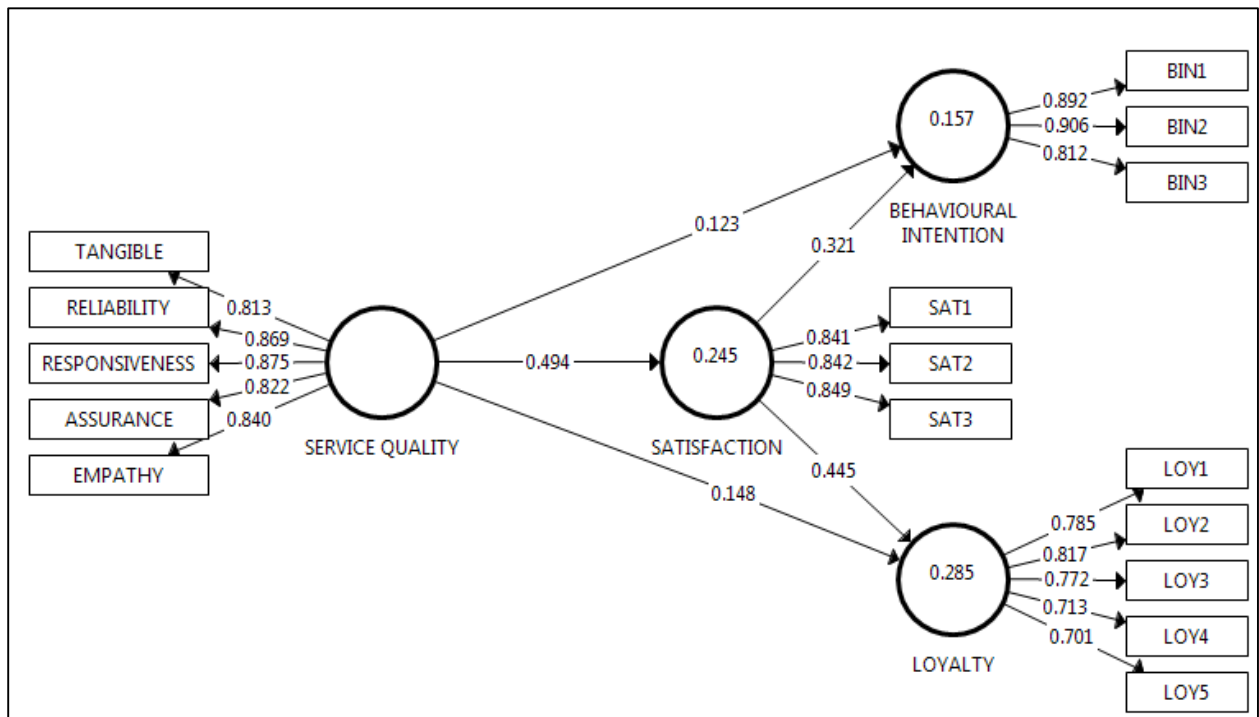 TANGIBLE
RELIABILITY
RESPONSIVENESS
ASSURANCE
EMPATHY
0.813
0.869
0.875
0.822
0.840
SERVICE QUALITY
0.123
0.494
0.148
0.245
SATISFACTION
0.321
0.445
0.841
0.842
0.849
SAT1
SAT2
SAT3
0.157
BEHAVIOURAL
INTENTION
0.892
0.906
0.812
BIN1
BIN2
BIN3
0.285
LOYALTY
0.785
0.817
0.772
0.713
0.701
LOY1
LOY2
LOY3
LOY4
LOY5